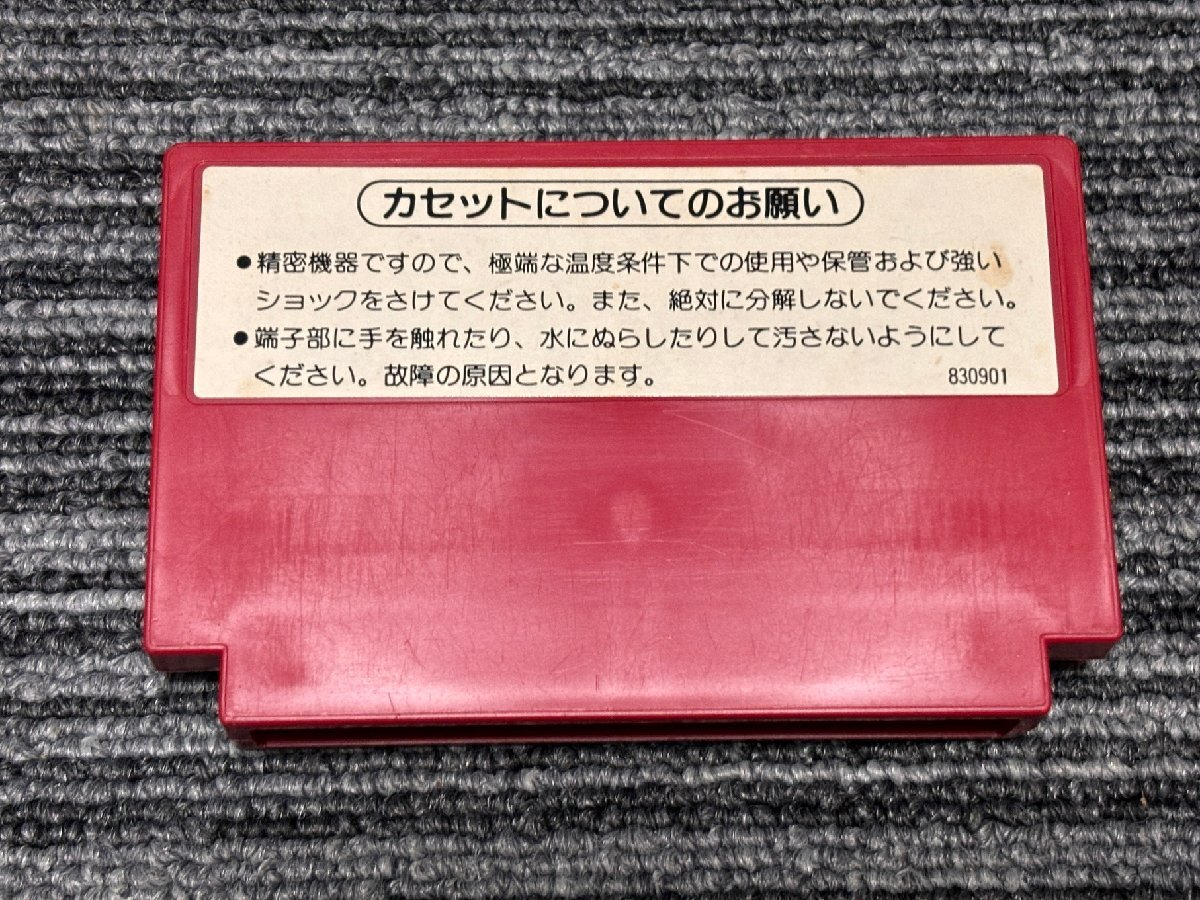 カセットについてのお願い
●精密機器ですので、極端な温度条件下での使用や保管および強い
ショックをさけてください。また、絶対に分解しないでください。
●端子部に手を触れたり、水にぬらしたりして汚さないようにして
ください。故障の原因となります。 830901